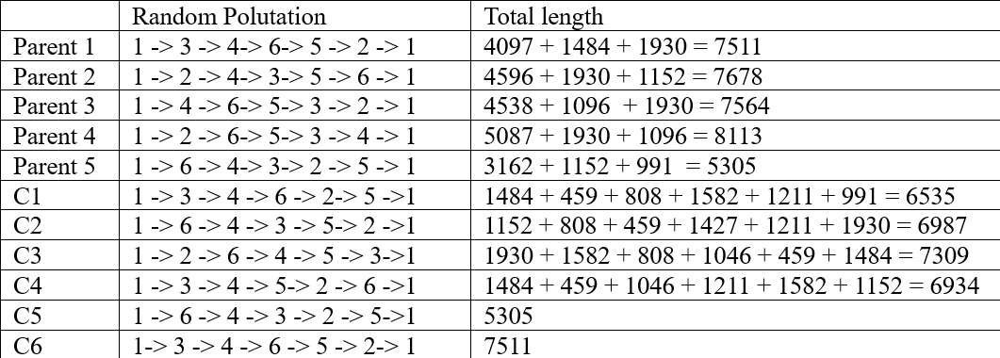 Random Polutation Total length
Parent 1 1 -> 3 -> 4-> 6-> 5 -> 2 -> 1 4097 + 1484 + 1930 = 7511
Parent 2 1 -> 2 -> 4-> 3-> 5 -> 6 -> 1 4596 + 1930 + 1152 = 7678
Parent 3 1 -> 4 -> 6-> 5-> 3 -> 2 -> 1 4538 + 1096 + 1930 = 7564
Parent 4 1 -> 2 -> 6-> 5-> 3 -> 4 -> 1 5087 + 1930 + 1096 = 8113
Parent 5 1 -> 6 -> 4-> 3-> 2 -> 5 -> 1 3162 + 1152 + 991 = 5305
C1 1 -> 3 -> 4 -> 6 -> 2-> 5 ->1 1484 + 459 + 808 + 1582 + 1211 + 991 = 6535
C2 1 -> 6 -> 4 -> 3 -> 5-> 2 ->1 1152 + 808 + 459 + 1427 + 1211 + 1930 = 6987
C3 1 -> 2 -> 6 -> 4 -> 5 -> 3->1 1930 + 1582 + 808 + 1046 + 459 + 1484 = 7309
C4 1 -> 3 -> 4 -> 5-> 2 -> 6 ->1 1484 + 459 + 1046 + 1211 + 1582 + 1152 = 6934
C5 1 -> 6 -> 4 -> 3 -> 2 -> 5->1 5305
C6 1-> 3 -> 4 -> 6 -> 5 -> 2-> 1 7511